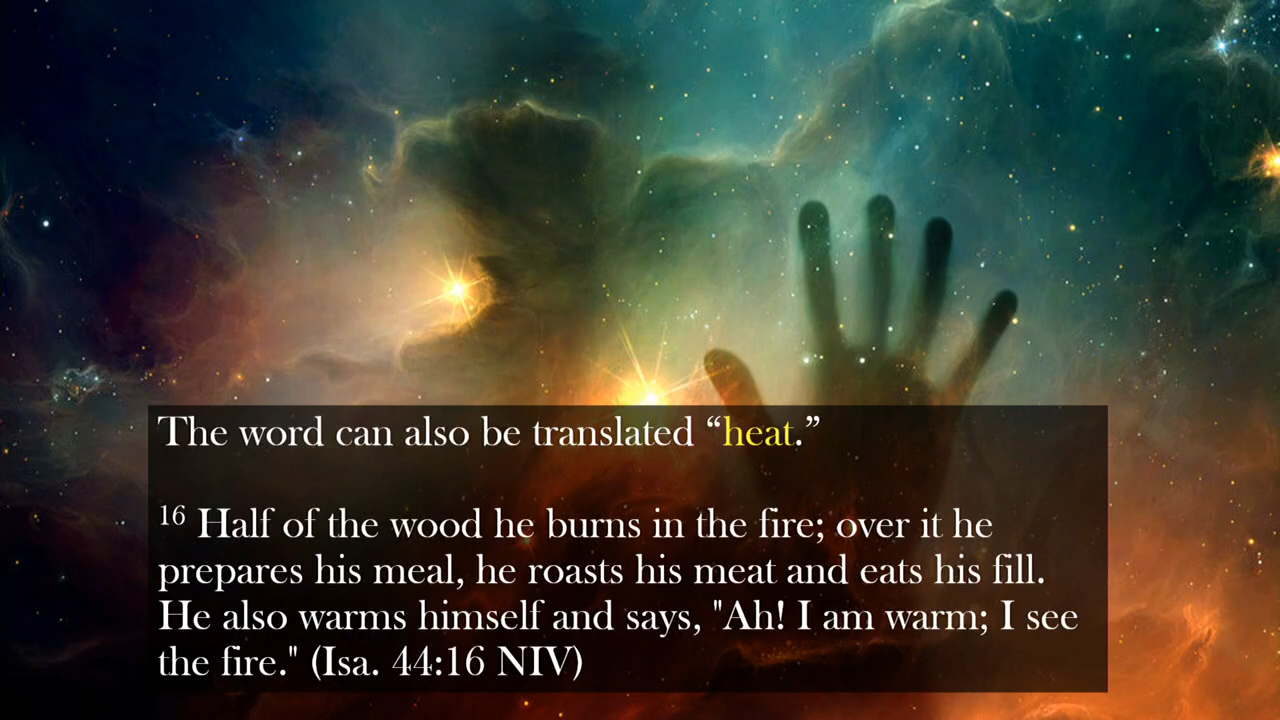 The word can also be translated “heat.”
16 Half of the wood he burns in the fire; over it he
prepares his meal, he roasts his meat and eats his fill.
He also warms himself and says, "Ah! I am warm; I see
the fire." (Isa. 44:16 NIV)